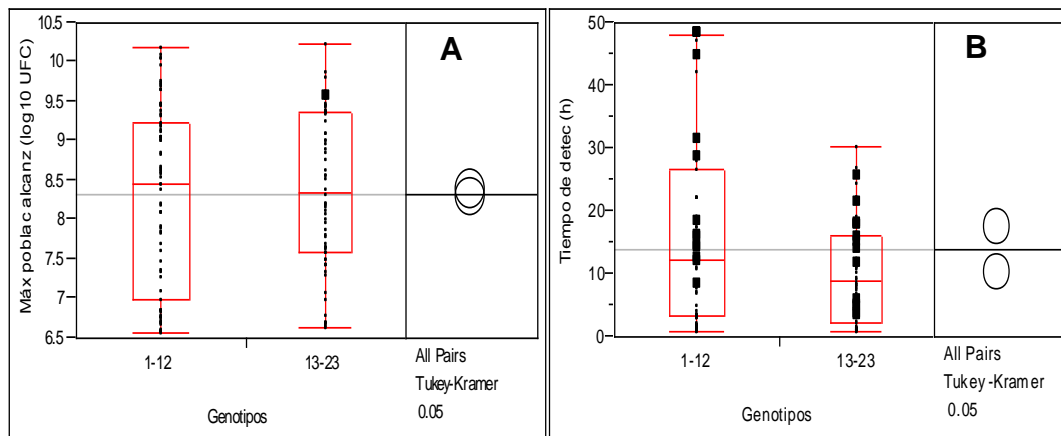 Máx poblac alcanz (log10 UFC)
10.5
10
9.5
9
8.5
8
7.5
7
6.5
A
1-12
13-23
All Pairs
Tukey-Kramer
0.05
Genotipos
Tiempo de detec (h)
50
40
30
20
10
0
B
1-12
13-23
All Pairs
Tukey-Kramer
0.05
Genotipos